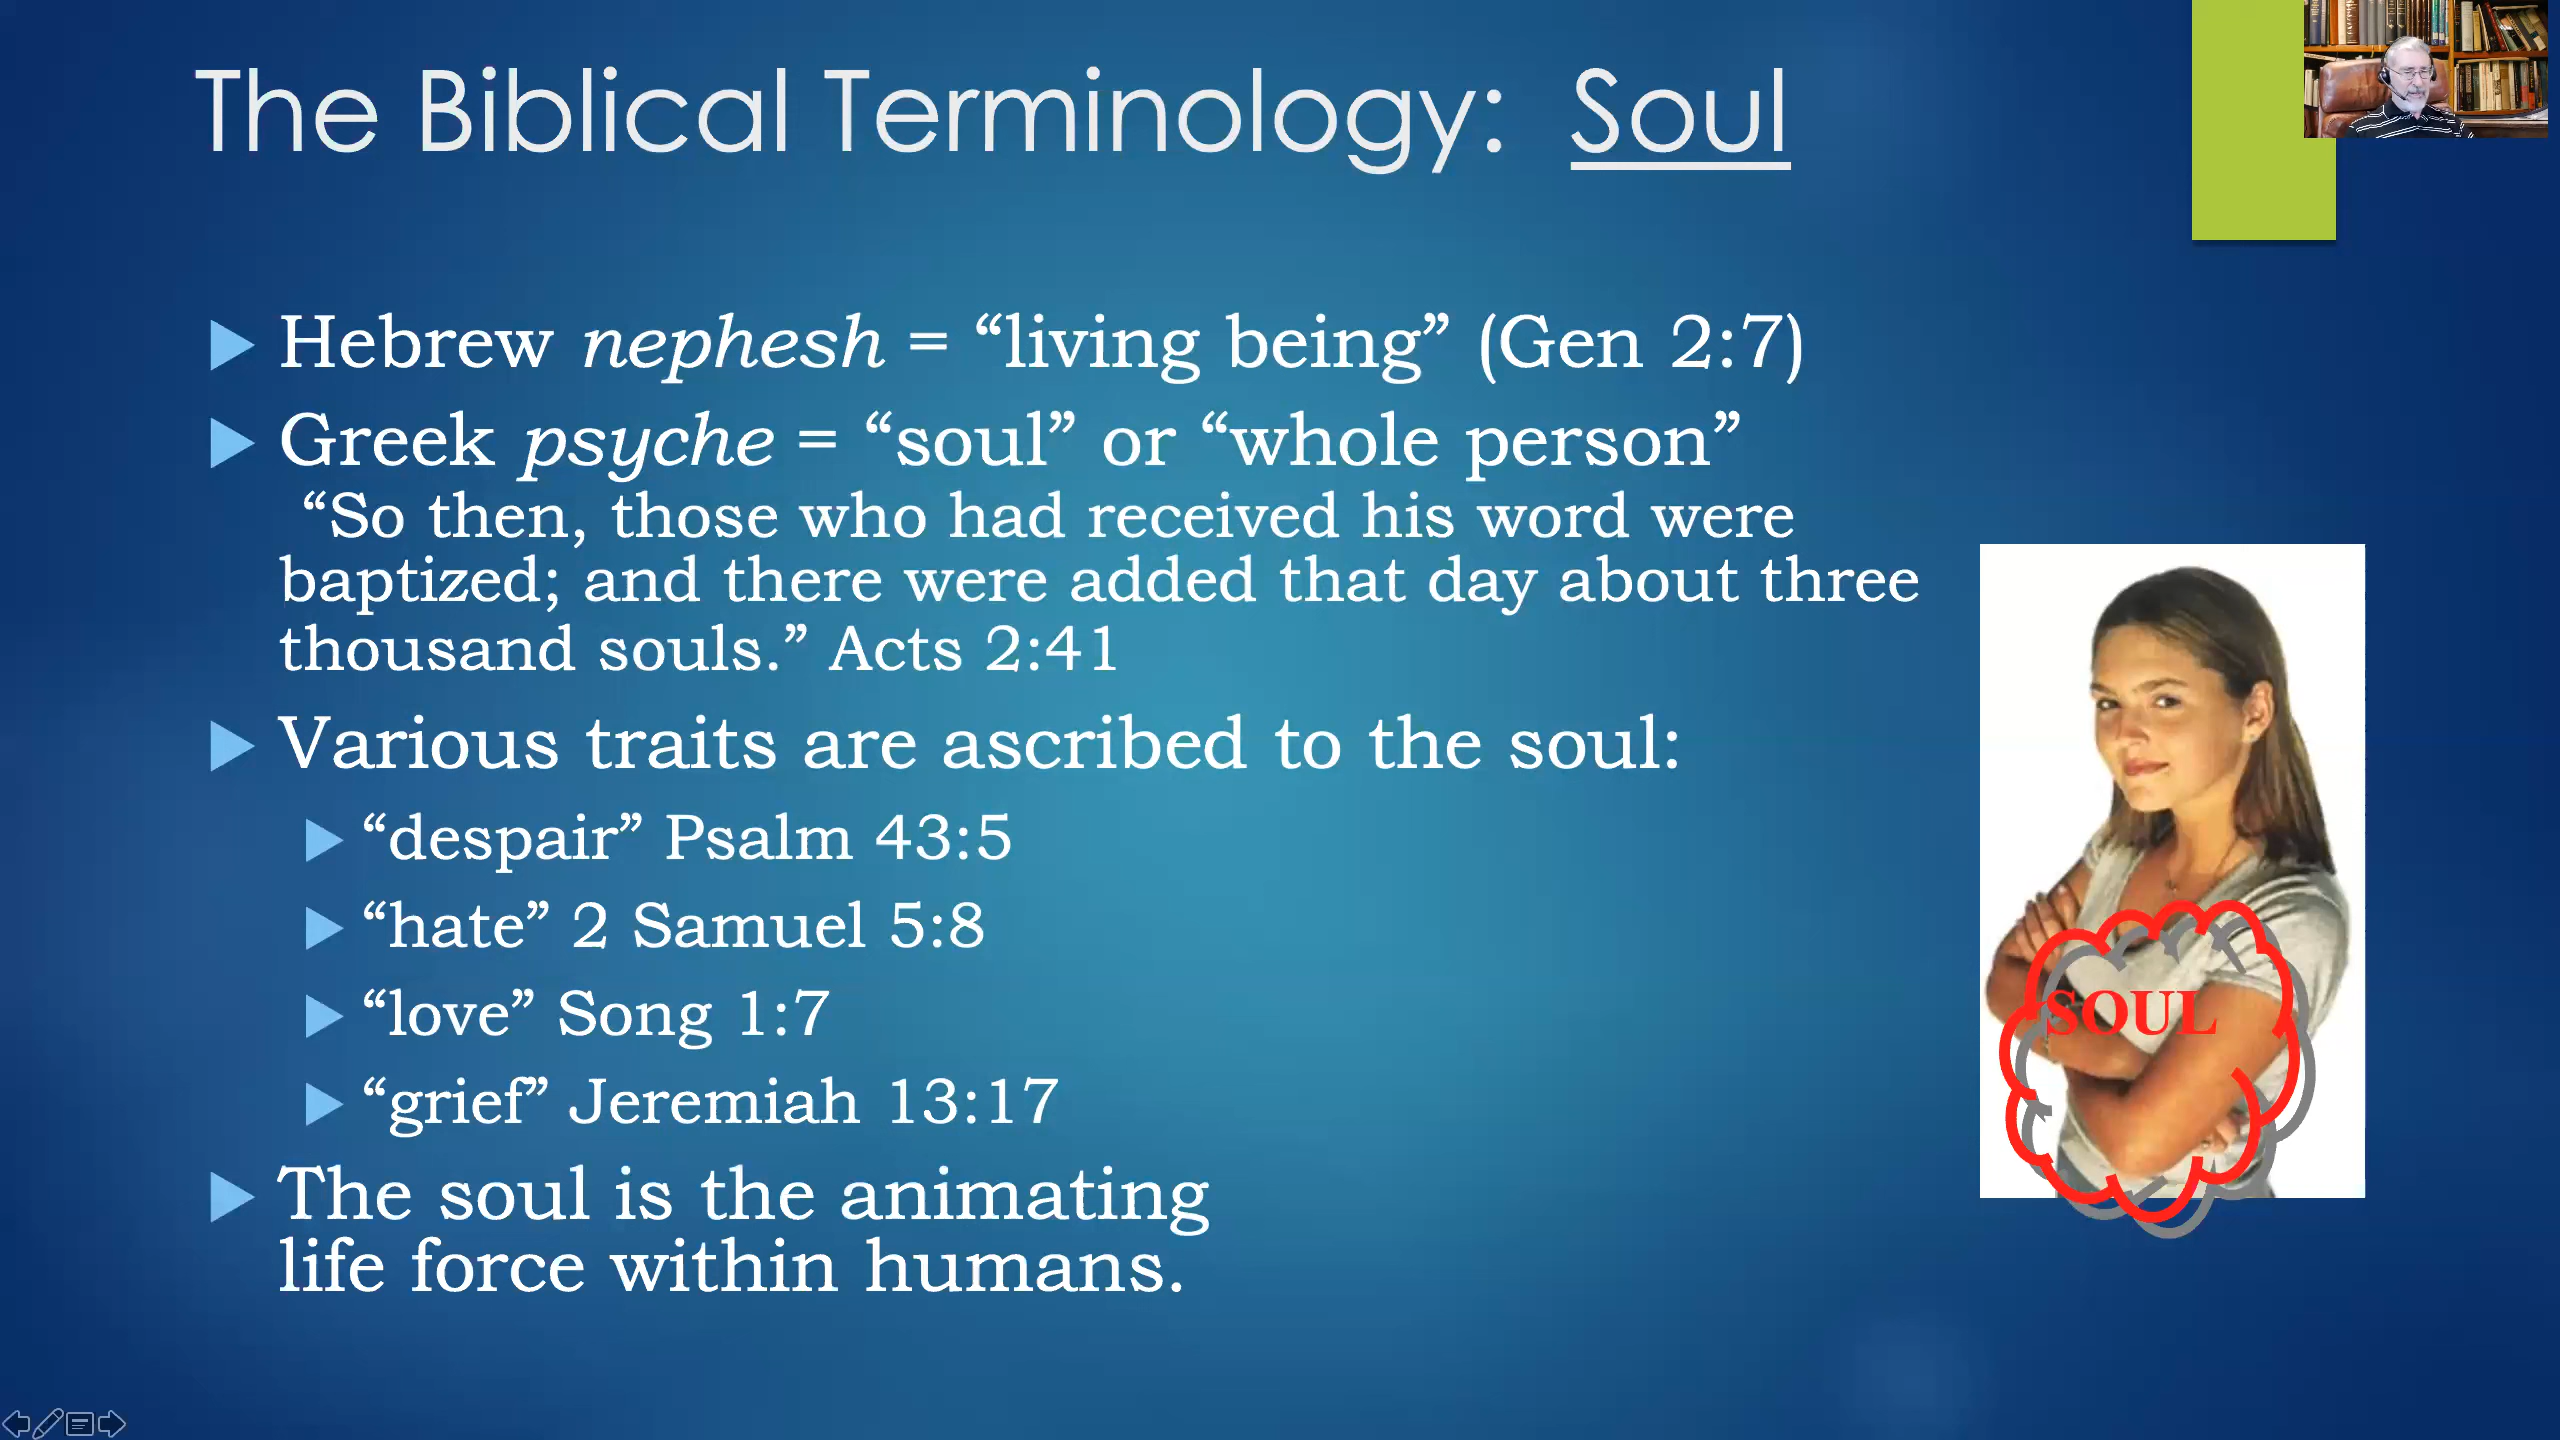 The Biblical Terminology: Soul
Hebrew nephesh = “living being” (Gen 2:7)
Greek psyche = “soul” or “whole person”
“So then, those who had received his word were
baptized; and there were added that day about three
thousand souls.” Acts 2:41
Various traits are ascribed to the soul:
“despair” Psalm 43:5
“hate” 2 Samuel 5:8
“love” Song 1:7
“grief” Jeremiah 13:17
The soul is the animating
life force within humans.
SOUL